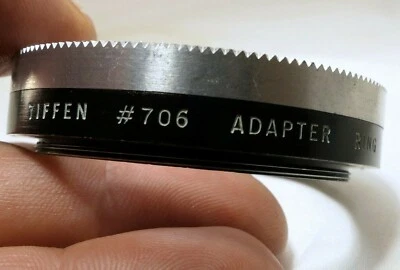 TIFFEN #706 ADAPTER RING